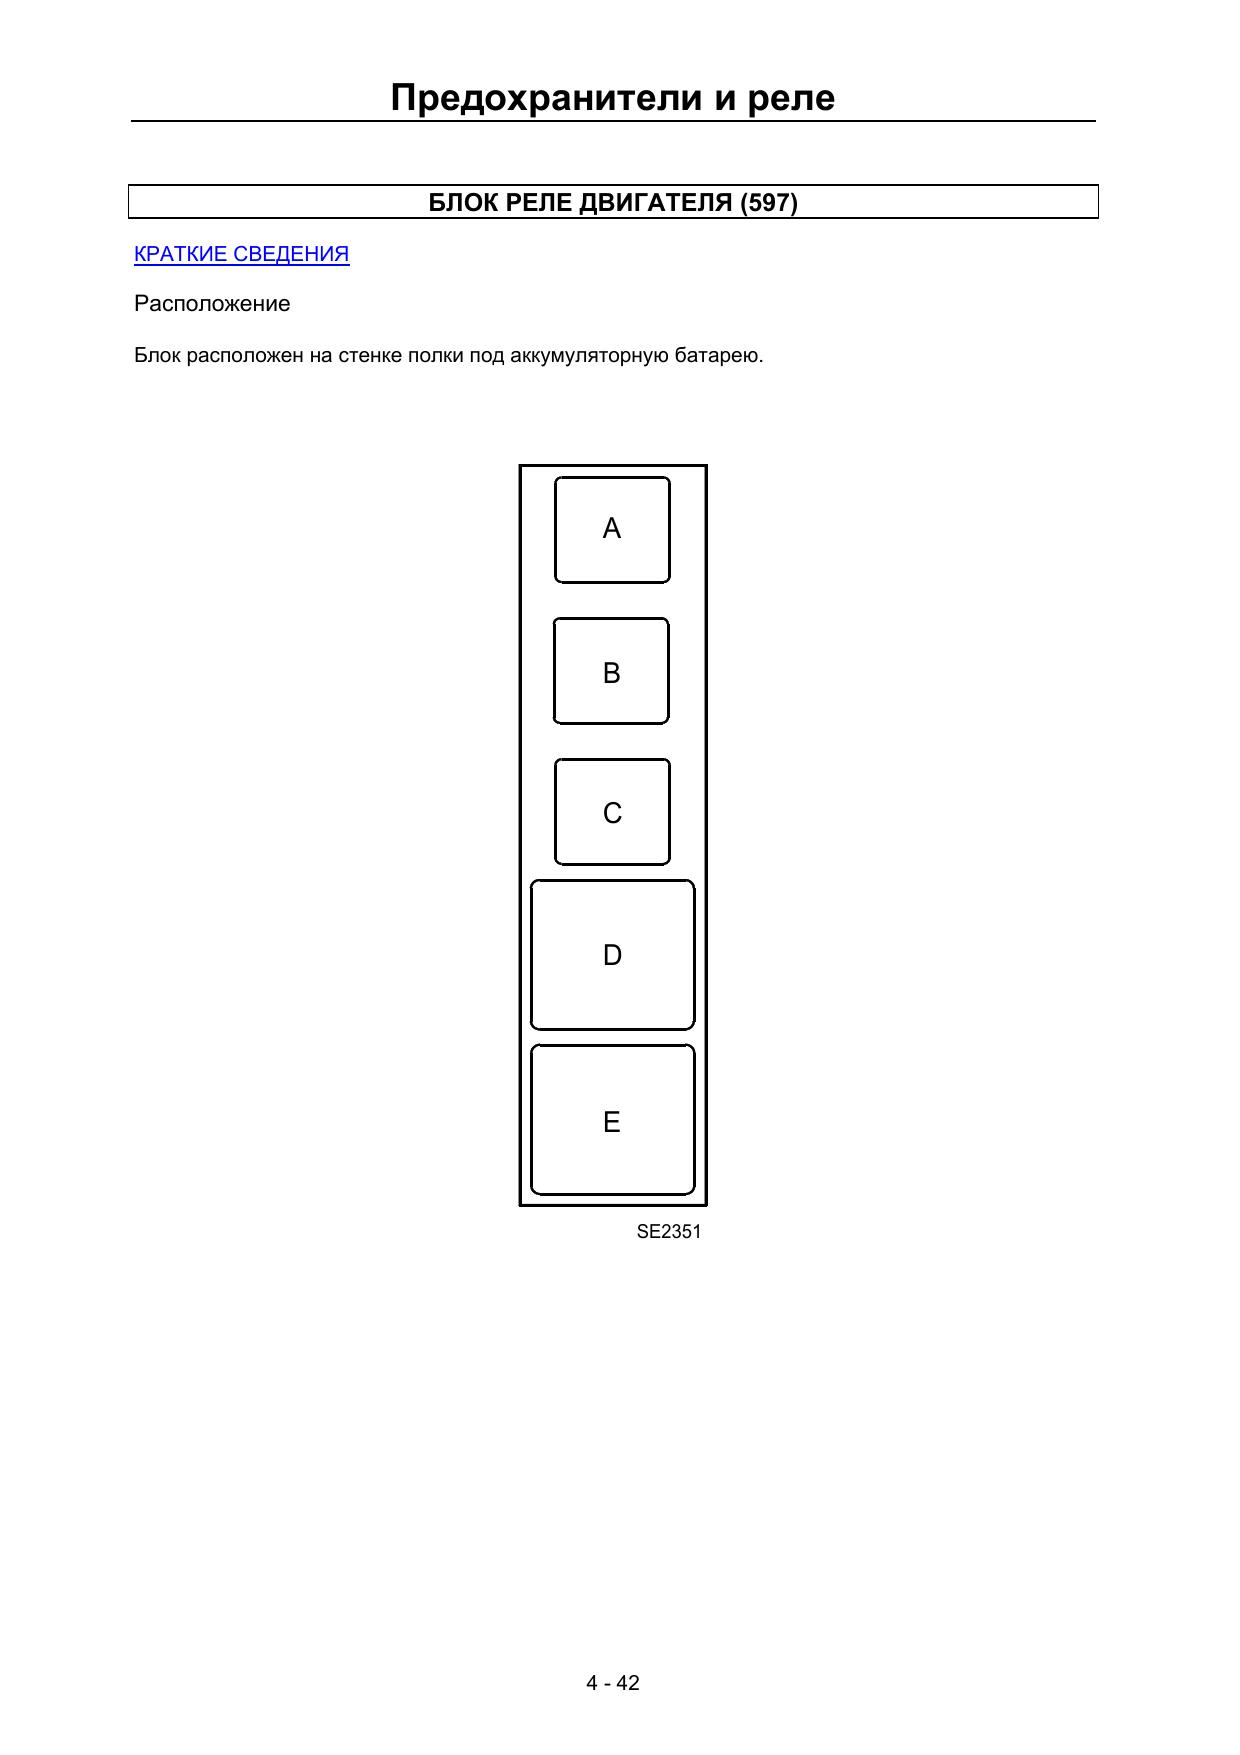 Предохранители и реле
БЛОК РЕЛЕ ДВИГАТЕЛЯ (597)
КРАТКИЕ СВЕДЕНИЯ
Расположение
Блок расположен на стенке полки под аккумуляторную батарею.
A
B
C
D
E
SE2351
4 - 42